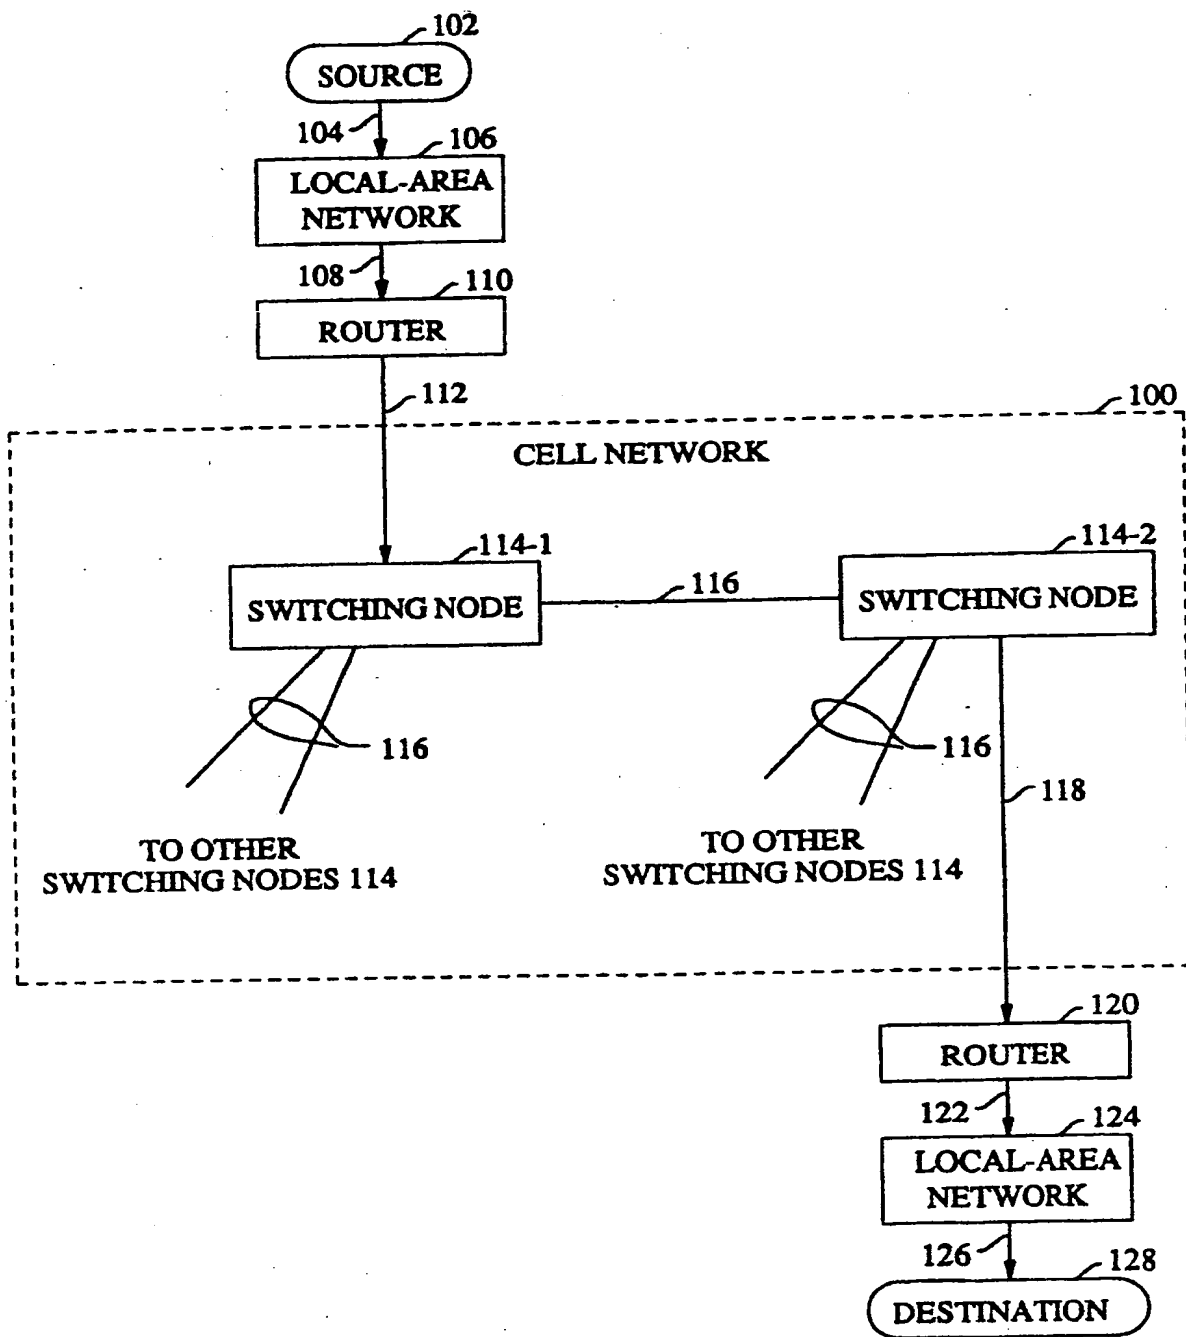 102
SOURCE
104
106
LOCAL-AREA
NETWORK
108
110
ROUTER
112
100
CELL NETWORK
114-1
114-2
SWITCHING NODE
116
SWITCHING NODE
116
116
118
TO OTHER
SWITCHING NODES 114
TO OTHER
SWITCHING NODES 114
120
ROUTER
122
124
LOCAL-AREA
NETWORK
126
128
DESTINATION